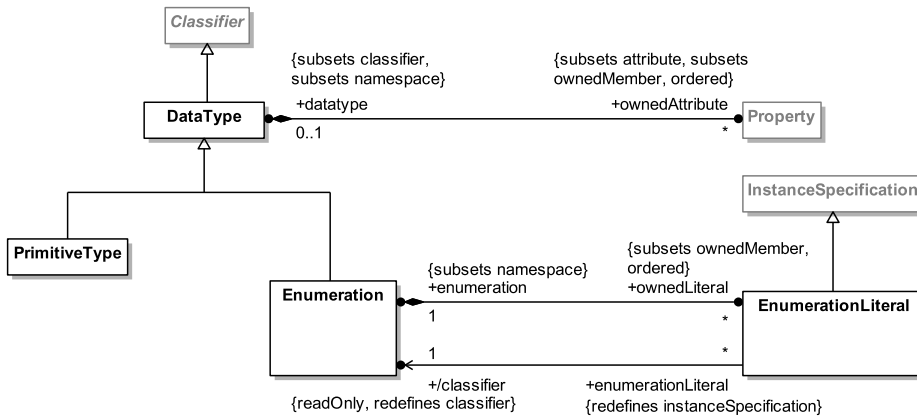 Classifier
{subsets classifier,
subsets namespace}
{subsets attribute, subsets
ownedMember, ordered}
+datatype
+ownedAttribute
DataType
Property
0..1
*
InstanceSpecification
PrimitiveType
{subsets namespace}
{subsets ownedMember,
ordered}
+enumeration
+ownedLiteral
Enumeration
EnumerationLiteral
1
*
1
*
+/classifier
+enumerationLiteral
{readOnly, redefines classifier}
{redefines instanceSpecification}